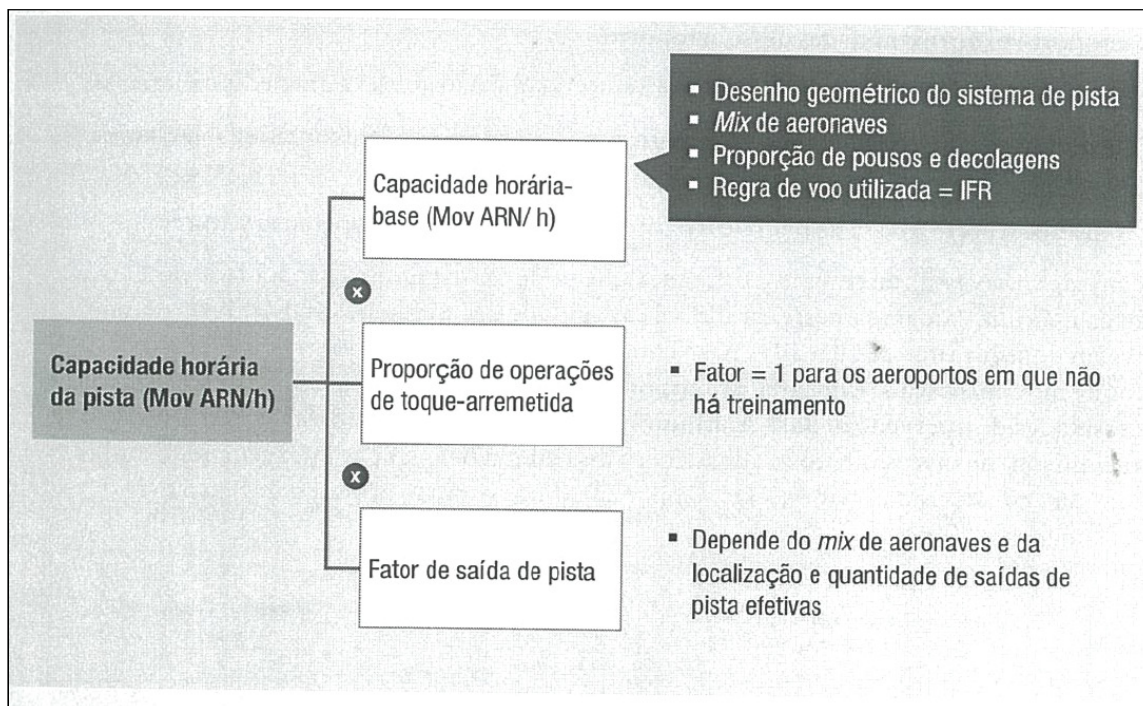 Desenho geométrico do sistema de pista
Mix de aeronaves
Proporção de pousos e decolagens
Regra de voo utilizada = IFR
Capacidade horária-
base (Mov ARN/ h)
x
Capacidade horária
da pista (Mov ARN/h)
Proporção de operações
de toque-arremetida
Fator = 1 para os aeroportos em que não
há treinamento
x
Fator de saída de pista
Depende do mix de aeronaves e da
localização e quantidade de saídas de
pista efetivas